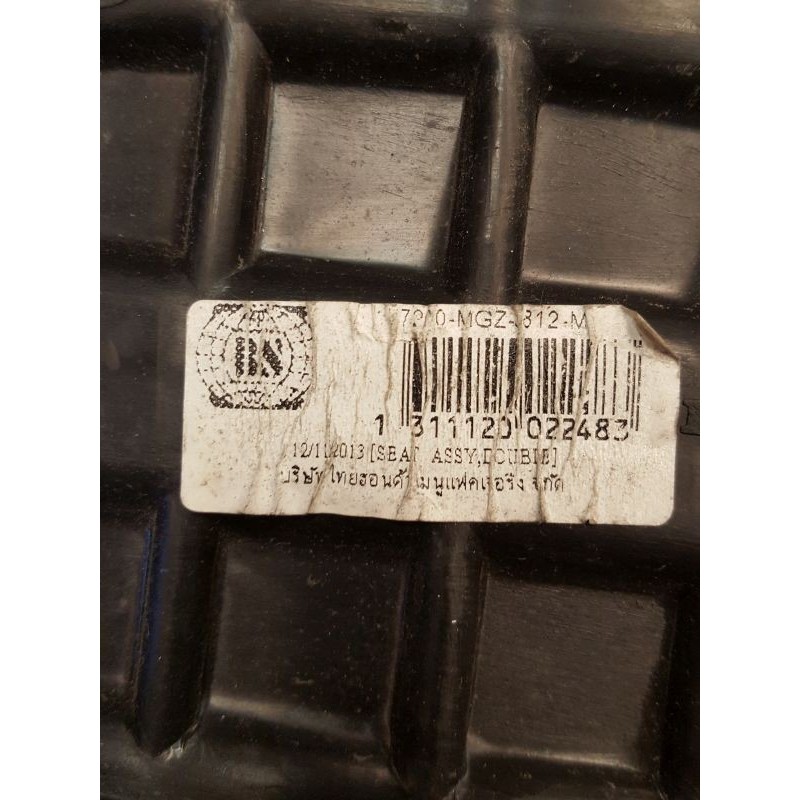 1 311120 022483
12/11/2013 [SEAT ASSY,DOUBLE]
บริษัท ไทยฮอนด้า แมนูแฟคเจอริ่ง จำกัด